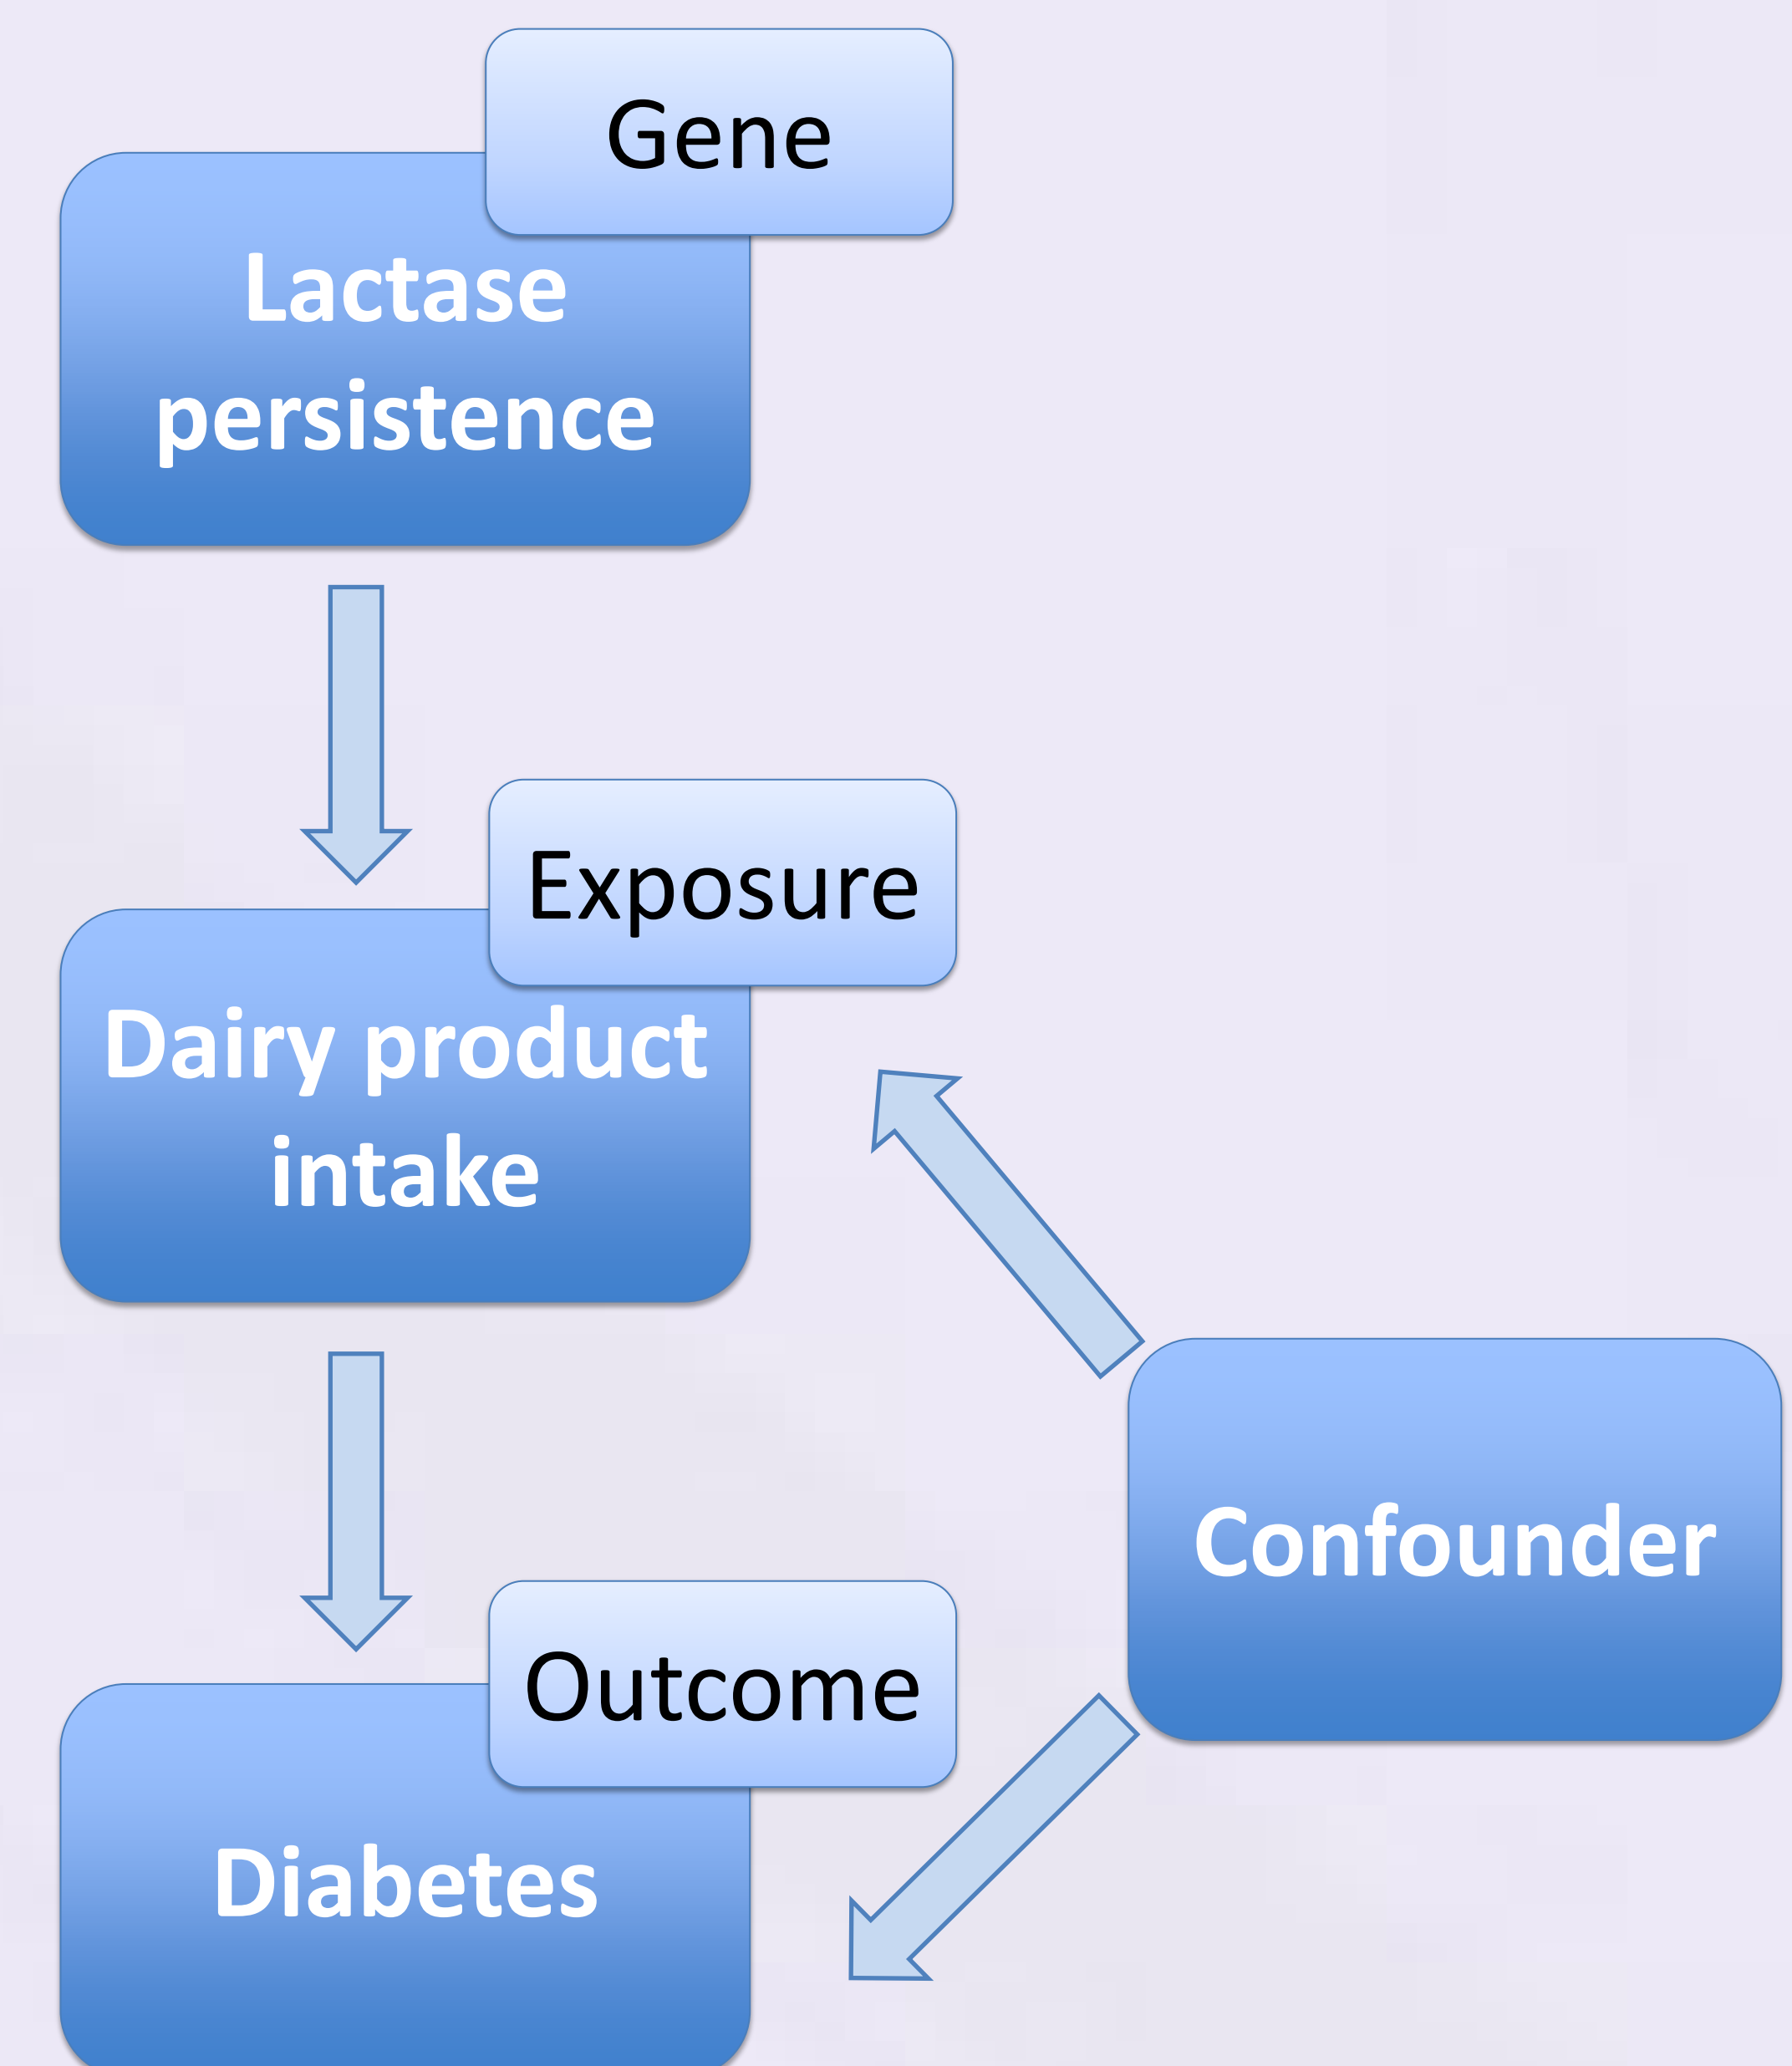 Gene
Lactase
persistence
Exposure
Dairy product
intake
Confounder
Outcome
Diabetes